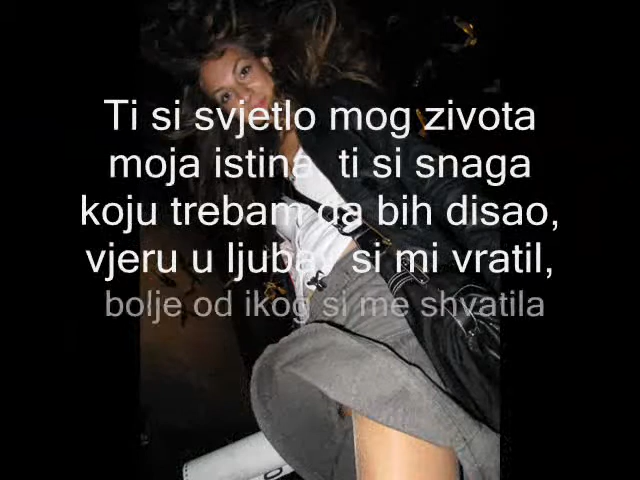 Ti si svjetlo mog zivota
moja istina ti si snaga
koju trebam da bih disao,
vjeru u ljubav si mi vratil,
bolje od ikog si me shvatila